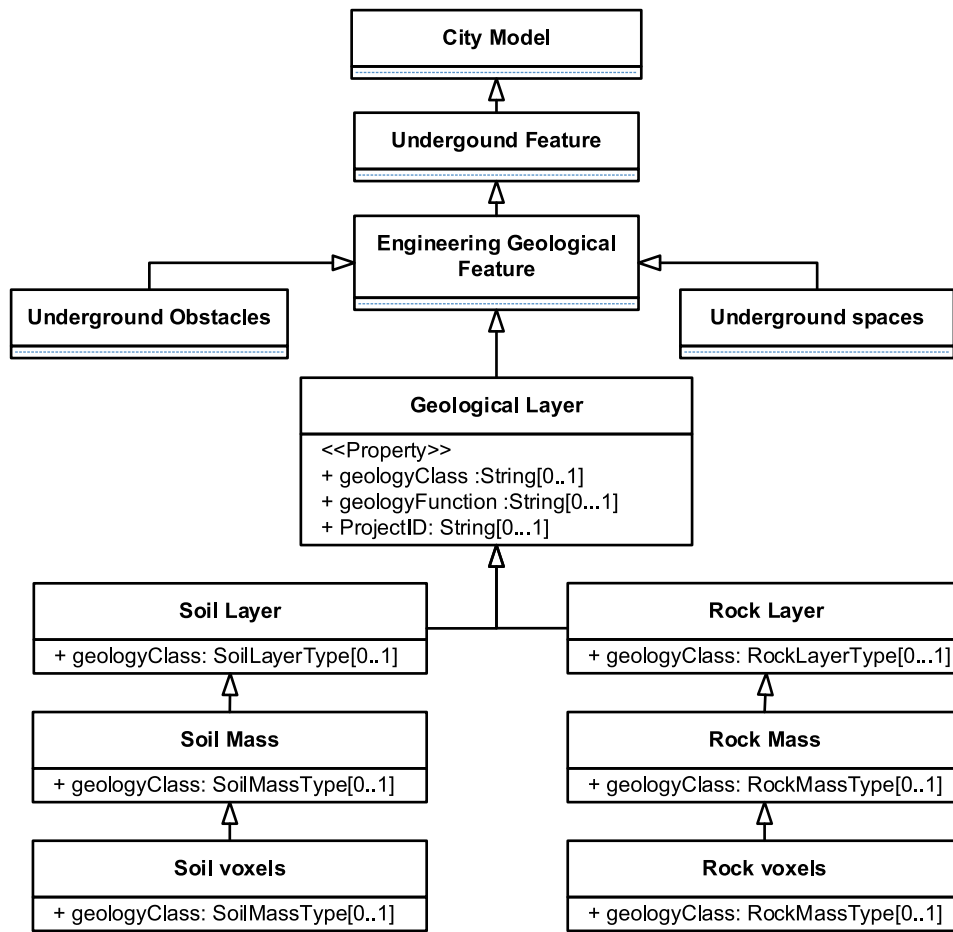 City Model
Undergound Feature
Engineering Geological
Feature
Underground Obstacles
Underground spaces
Geological Layer
<<Property>>
+ geologyClass :String[0..1]
+ geologyFunction :String[0...1]
+ ProjectID: String[0...1]
Soil Layer
+ geologyClass: SoilLayerType[0..1]
Rock Layer
+ geologyClass: RockLayerType[0...1]
Soil Mass
+ geologyClass: SoilMassType[0..1]
Rock Mass
+ geologyClass: RockMassType[0..1]
Soil voxels
+ geologyClass: SoilMassType[0..1]
Rock voxels
+ geologyClass: RockMassType[0..1]